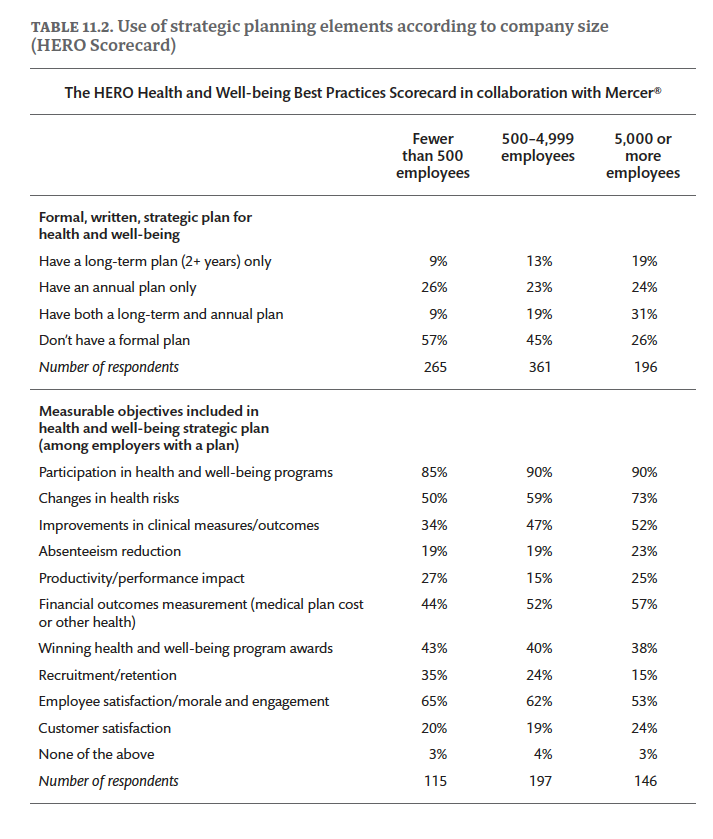 TABLE 11.2. Use of strategic planning elements according to company size
(HERO Scorecard)
The HERO Health and Well-being Best Practices Scorecard in collaboration with Mercer®
Fewer than 500 employees 500–4,999 employees 5,000 or more employees
Formal, written, strategic plan for
health and well-being
Have a long-term plan (2+ years) only 9% 13% 19%
Have an annual plan only 26% 23% 24%
Have both a long-term and annual plan 9% 19% 31%
Don't have a formal plan 57% 45% 26%
Number of respondents 265 361 196
Measurable objectives included in
health and well-being strategic plan
(among employers with a plan)
Participation in health and well-being programs 85% 90% 90%
Changes in health risks 50% 59% 73%
Improvements in clinical measures/outcomes 34% 47% 52%
Absenteeism reduction 19% 19% 23%
Productivity/performance impact 27% 15% 25%
Financial outcomes measurement (medical plan cost 44% 52% 57%
or other health)
Winning health and well-being program awards 43% 40% 38%
Recruitment/retention 35% 24% 15%
Employee satisfaction/morale and engagement 65% 62% 53%
Customer satisfaction 20% 19% 24%
None of the above 3% 4% 3%
Number of respondents 115 197 146